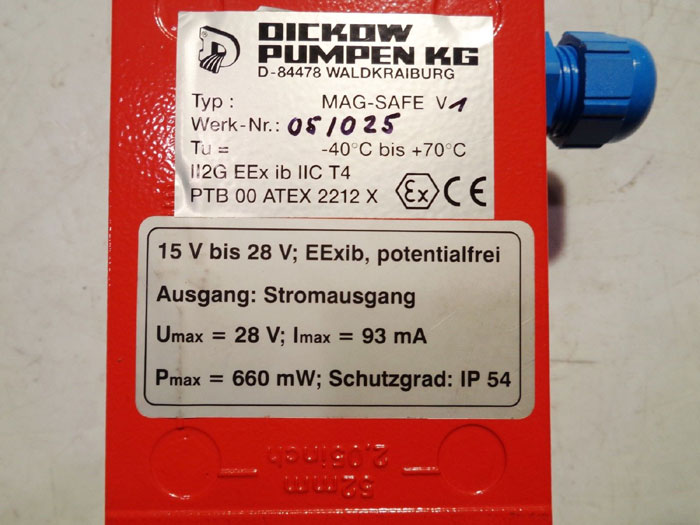 DICKOW
PUMPEN KG
D-84478 WALDKRAIBURG
Typ : MAG-SAFE V1
Werk-Nr.: 051025
Tu = -40°C bis +70°C
II2G EEx ib IIC T4
PTB 00 ATEX 2212 X Ex CE
15 V bis 28 V; EExib, potentialfrei
Ausgang: Stromausgang
Umax = 28 V; Imax = 93 mA
Pmax = 660 mW; Schutzgrad: IP 54
52mm
2,05inch